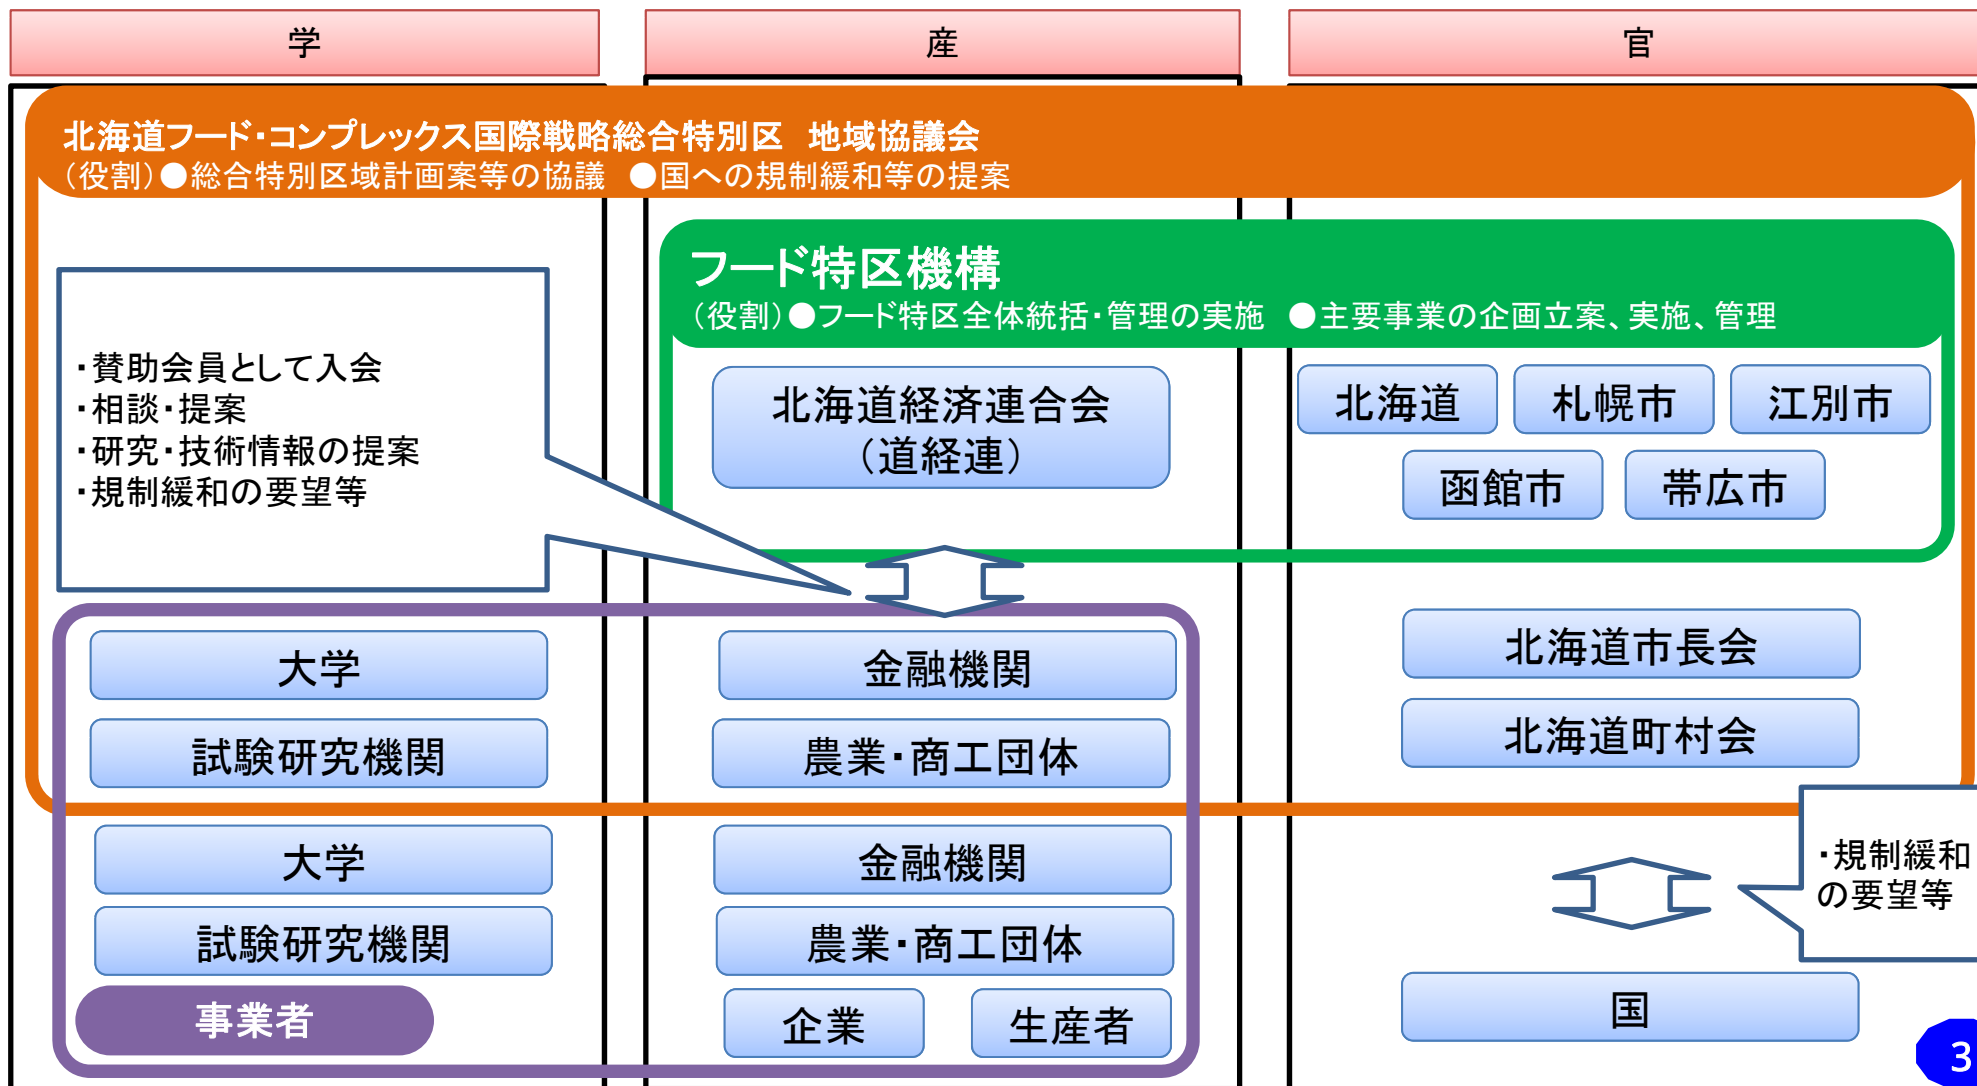 学
産
官
北海道フード・コンプレックス国際戦略総合特別区　地域協議会
（役割）●総合特別区域計画案等の協議　●国への規制緩和等の提案
フード特区機構
（役割）●フード特区全体統括・管理の実施　●主要事業の企画立案、実施、管理
・賛助会員として入会
・相談・提案
・研究・技術情報の提案
・規制緩和の要望等
北海道経済連合会
（道経連）
北海道
札幌市
江別市
函館市
帯広市
大学
金融機関
北海道市長会
試験研究機関
農業・商工団体
北海道町村会
大学
金融機関
・規制緩和
の要望等
試験研究機関
農業・商工団体
事業者
企業
生産者
国
3